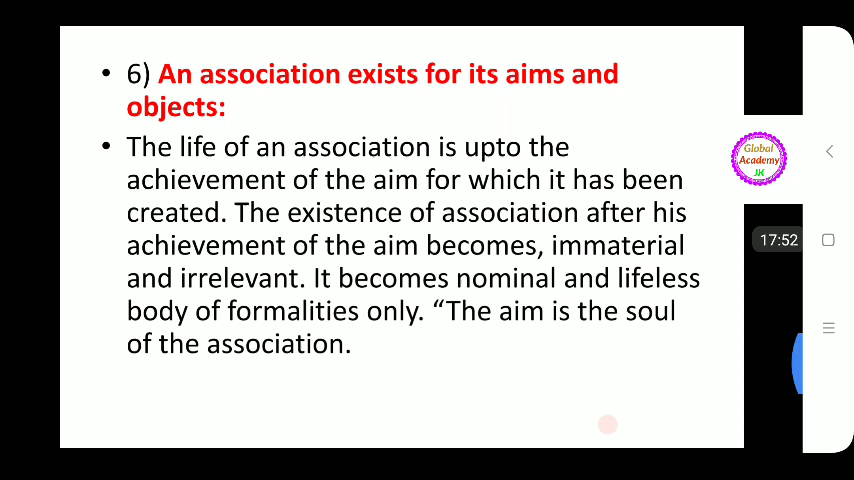 • 6) An association exists for its aims and
objects:
• The life of an association is upto the
achievement of the aim for which it has been
created. The existence of association after his
achievement of the aim becomes, immaterial
and irrelevant. It becomes nominal and lifeless
body of formalities only. “The aim is the soul
of the association.
Global
Academy
JK
17:52